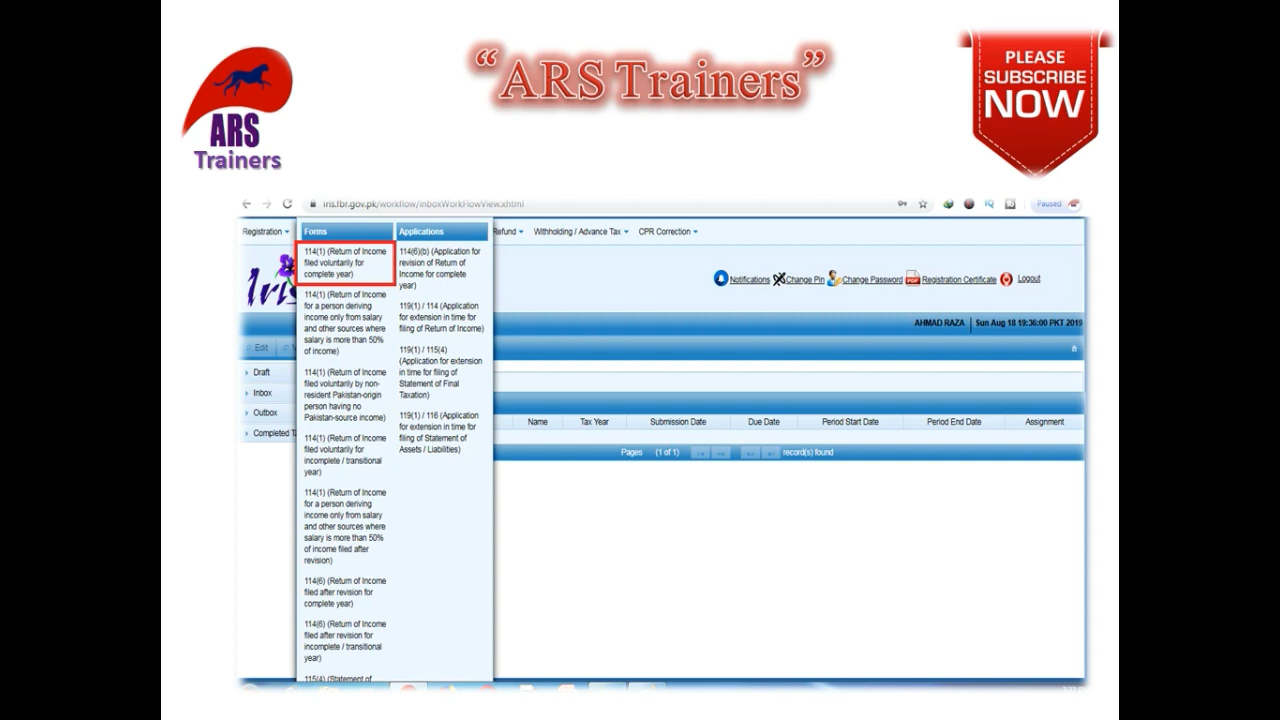 “ARS Trainers”
ARS
Trainers
PLEASE
SUBSCRIBE
NOW
iris.fbr.gov.pk/workflow/InboxWorkFlowView.xhtml
Paused
Registration
Forms
Applications
Refund
Withholding / Advance Tax
CPR Correction
114(1) (Return of Income
filed voluntarily for
complete year)
114(1) (Return of Income
for a person deriving
income only from salary
and other sources where
salary is more than 50%
of income)
114(1) (Return of Income
filed voluntarily by non-
resident Pakistan-origin
person having no
Pakistan-source income)
114(1) (Return of Income
filed voluntarily for
incomplete / transitional
year)
114(1) (Return of Income
for a person deriving
income only from salary
and other sources where
salary is more than 50%
of income filed after
revision)
114(6) (Return of Income
filed after revision for
complete year)
114(6) (Return of Income
filed after revision for
incomplete / transitional
year)
115(4) (Statement of
114(6)(b) (Application for
revision of Return of
Income for complete
year)
119(1) / 114 (Application
for extension in time for
filing of Return of Income)
119(1) / 115(4)
(Application for extension
in time for filing of
Statement of Final
Taxation)
119(1) / 116 (Application
for extension in time for
filing of Statement of
Assets / Liabilities)
Iris
Notifications Change Pin Change Password Registration Certificate Logout
AHMAD RAZA Sun Aug 18 19:36:00 PKT 2019
Edit
Draft
Inbox
Outbox
Completed T
Name Tax Year Submission Date Due Date Period Start Date Period End Date Assignment
Pages (1 of 1) record(s) found